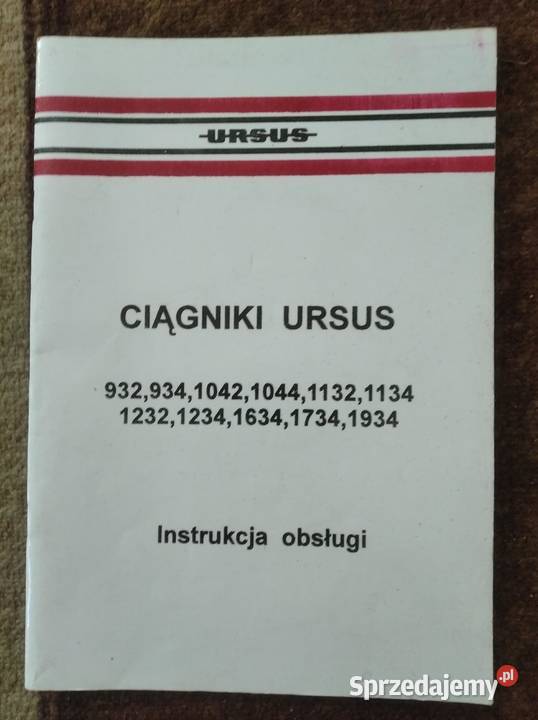 URSUS
CIĄGNIKI URSUS
932,934,1042,1044,1132,1134
1232,1234,1634,1734,1934
Instrukcja obsługi
Sprzedajemy.pl